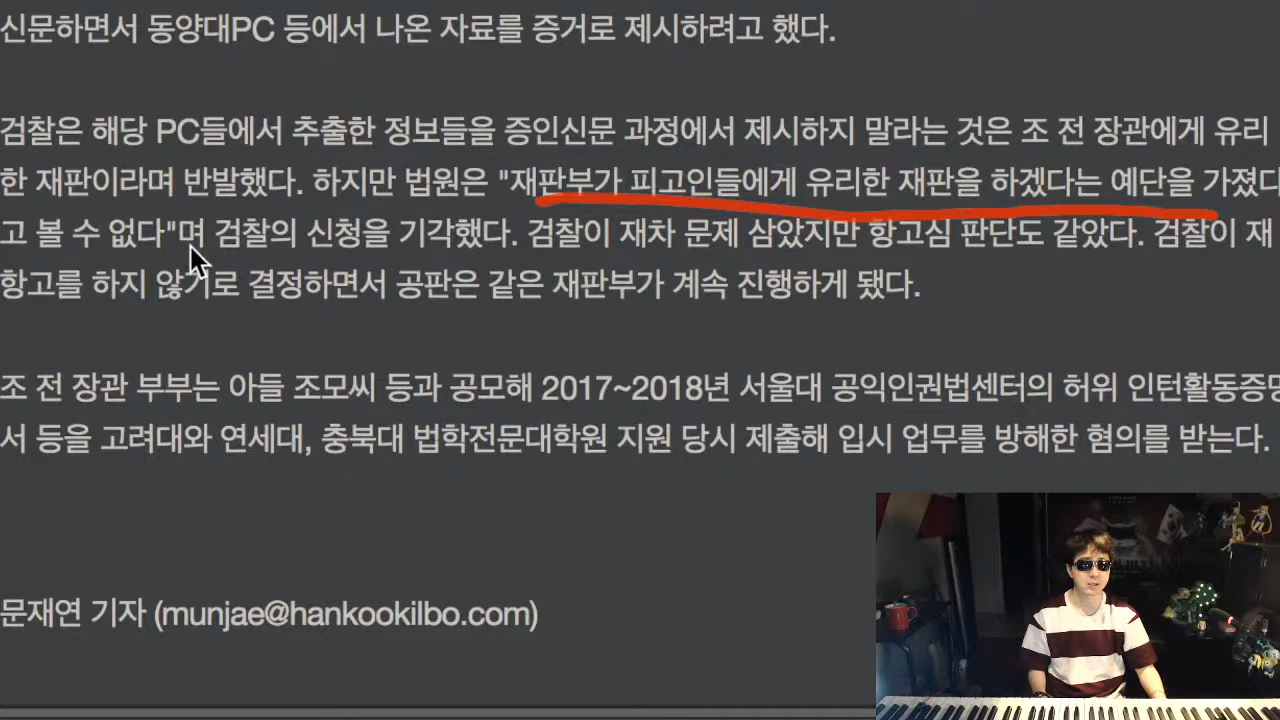 신문하면서 동양대PC 등에서 나온 자료를 증거로 제시하려고 했다.
검찰은 해당 PC들에서 추출한 정보들을 증인신문 과정에서 제시하지 말라는 것은 조 전 장관에게 유리
한 재판이라며 반발했다. 하지만 법원은 "재판부가 피고인들에게 유리한 재판을 하겠다는 예단을 가졌다
고 볼 수 없다"며 검찰의 신청을 기각했다. 검찰이 재차 문제 삼았지만 항고심 판단도 같았다. 검찰이 재
항고를 하지 않기로 결정하면서 공판은 같은 재판부가 계속 진행하게 됐다.
조 전 장관 부부는 아들 조모씨 등과 공모해 2017~2018년 서울대 공익인권법센터의 허위 인턴활동증명
서 등을 고려대와 연세대, 충북대 법학전문대학원 지원 당시 제출해 입시 업무를 방해한 혐의를 받는다.
문재연 기자 (munjae@hankookilbo.com)